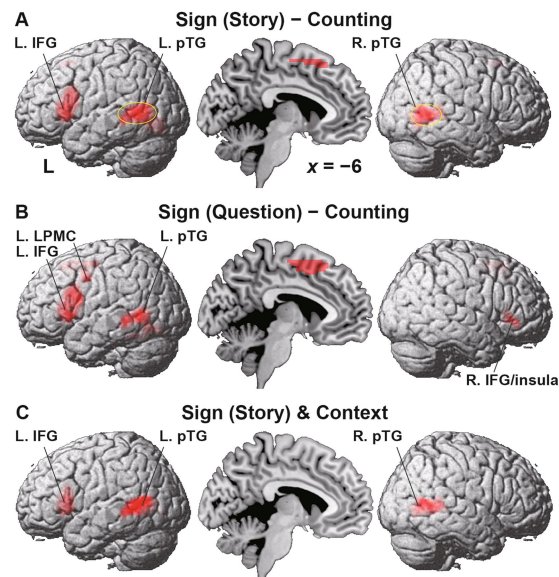 A Sign (Story) – Counting
L. IFG L. pTG R. pTG
L x = –6
B Sign (Question) – Counting
L. LPMC
L. IFG L. pTG
R. IFG/insula
C Sign (Story) & Context
L. IFG L. pTG R. pTG